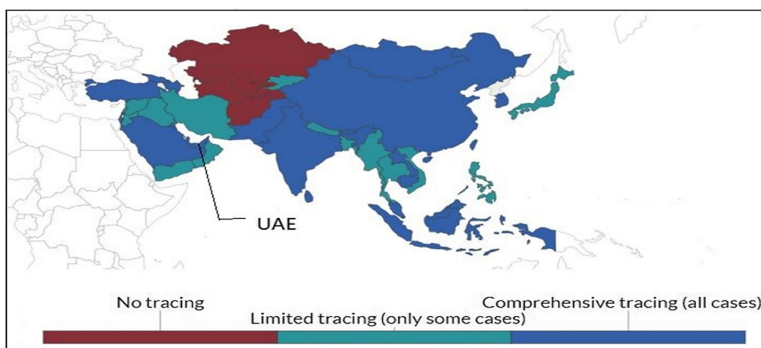 UAE
No tracing
Limited tracing (only some cases)
Comprehensive tracing (all cases)